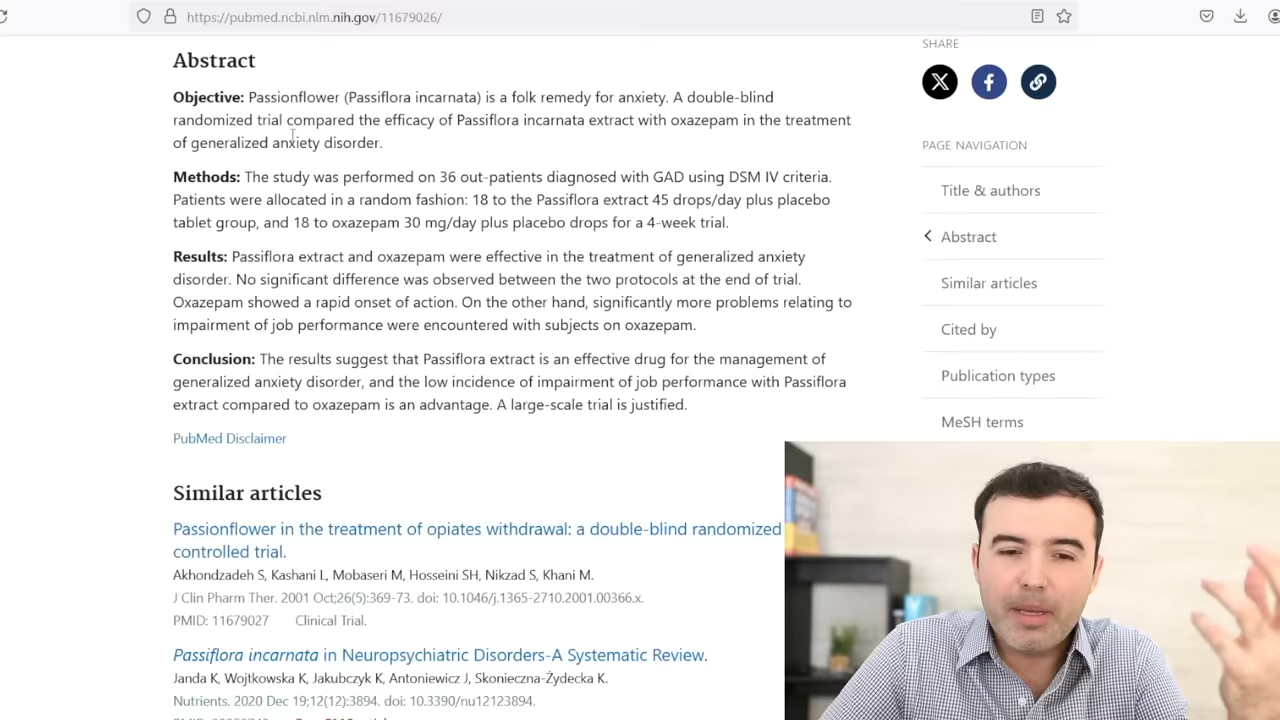 https://pubmed.ncbi.nlm.nih.gov/11679026/
Abstract
Objective: Passionflower (Passiflora incarnata) is a folk remedy for anxiety. A double-blind
randomized trial compared the efficacy of Passiflora incarnata extract with oxazepam in the treatment
of generalized anxiety disorder.
Methods: The study was performed on 36 out-patients diagnosed with GAD using DSM IV criteria.
Patients were allocated in a random fashion: 18 to the Passiflora extract 45 drops/day plus placebo
tablet group, and 18 to oxazepam 30 mg/day plus placebo drops for a 4-week trial.
Results: Passiflora extract and oxazepam were effective in the treatment of generalized anxiety
disorder. No significant difference was observed between the two protocols at the end of trial.
Oxazepam showed a rapid onset of action. On the other hand, significantly more problems relating to
impairment of job performance were encountered with subjects on oxazepam.
Conclusion: The results suggest that Passiflora extract is an effective drug for the management of
generalized anxiety disorder, and the low incidence of impairment of job performance with Passiflora
extract compared to oxazepam is an advantage. A large-scale trial is justified.
PubMed Disclaimer
Similar articles
Passionflower in the treatment of opiates withdrawal: a double-blind randomized
controlled trial.
Akhondzadeh S, Kashani L, Mobaseri M, Hosseini SH, Nikzad S, Khani M.
J Clin Pharm Ther. 2001 Oct;26(5):369-73. doi: 10.1046/j.1365-2710.2001.00366.x.
PMID: 11679027 Clinical Trial.
Passiflora incarnata in Neuropsychiatric Disorders-A Systematic Review.
Janda K, Wojtkowska K, Jakubczyk K, Antoniewicz J, Skonieczna-Żydecka K.
Nutrients. 2020 Dec 19;12(12):3894. doi: 10.3390/nu12123894.
SHARE
PAGE NAVIGATION
Title & authors
Abstract
Similar articles
Cited by
Publication types
MeSH terms